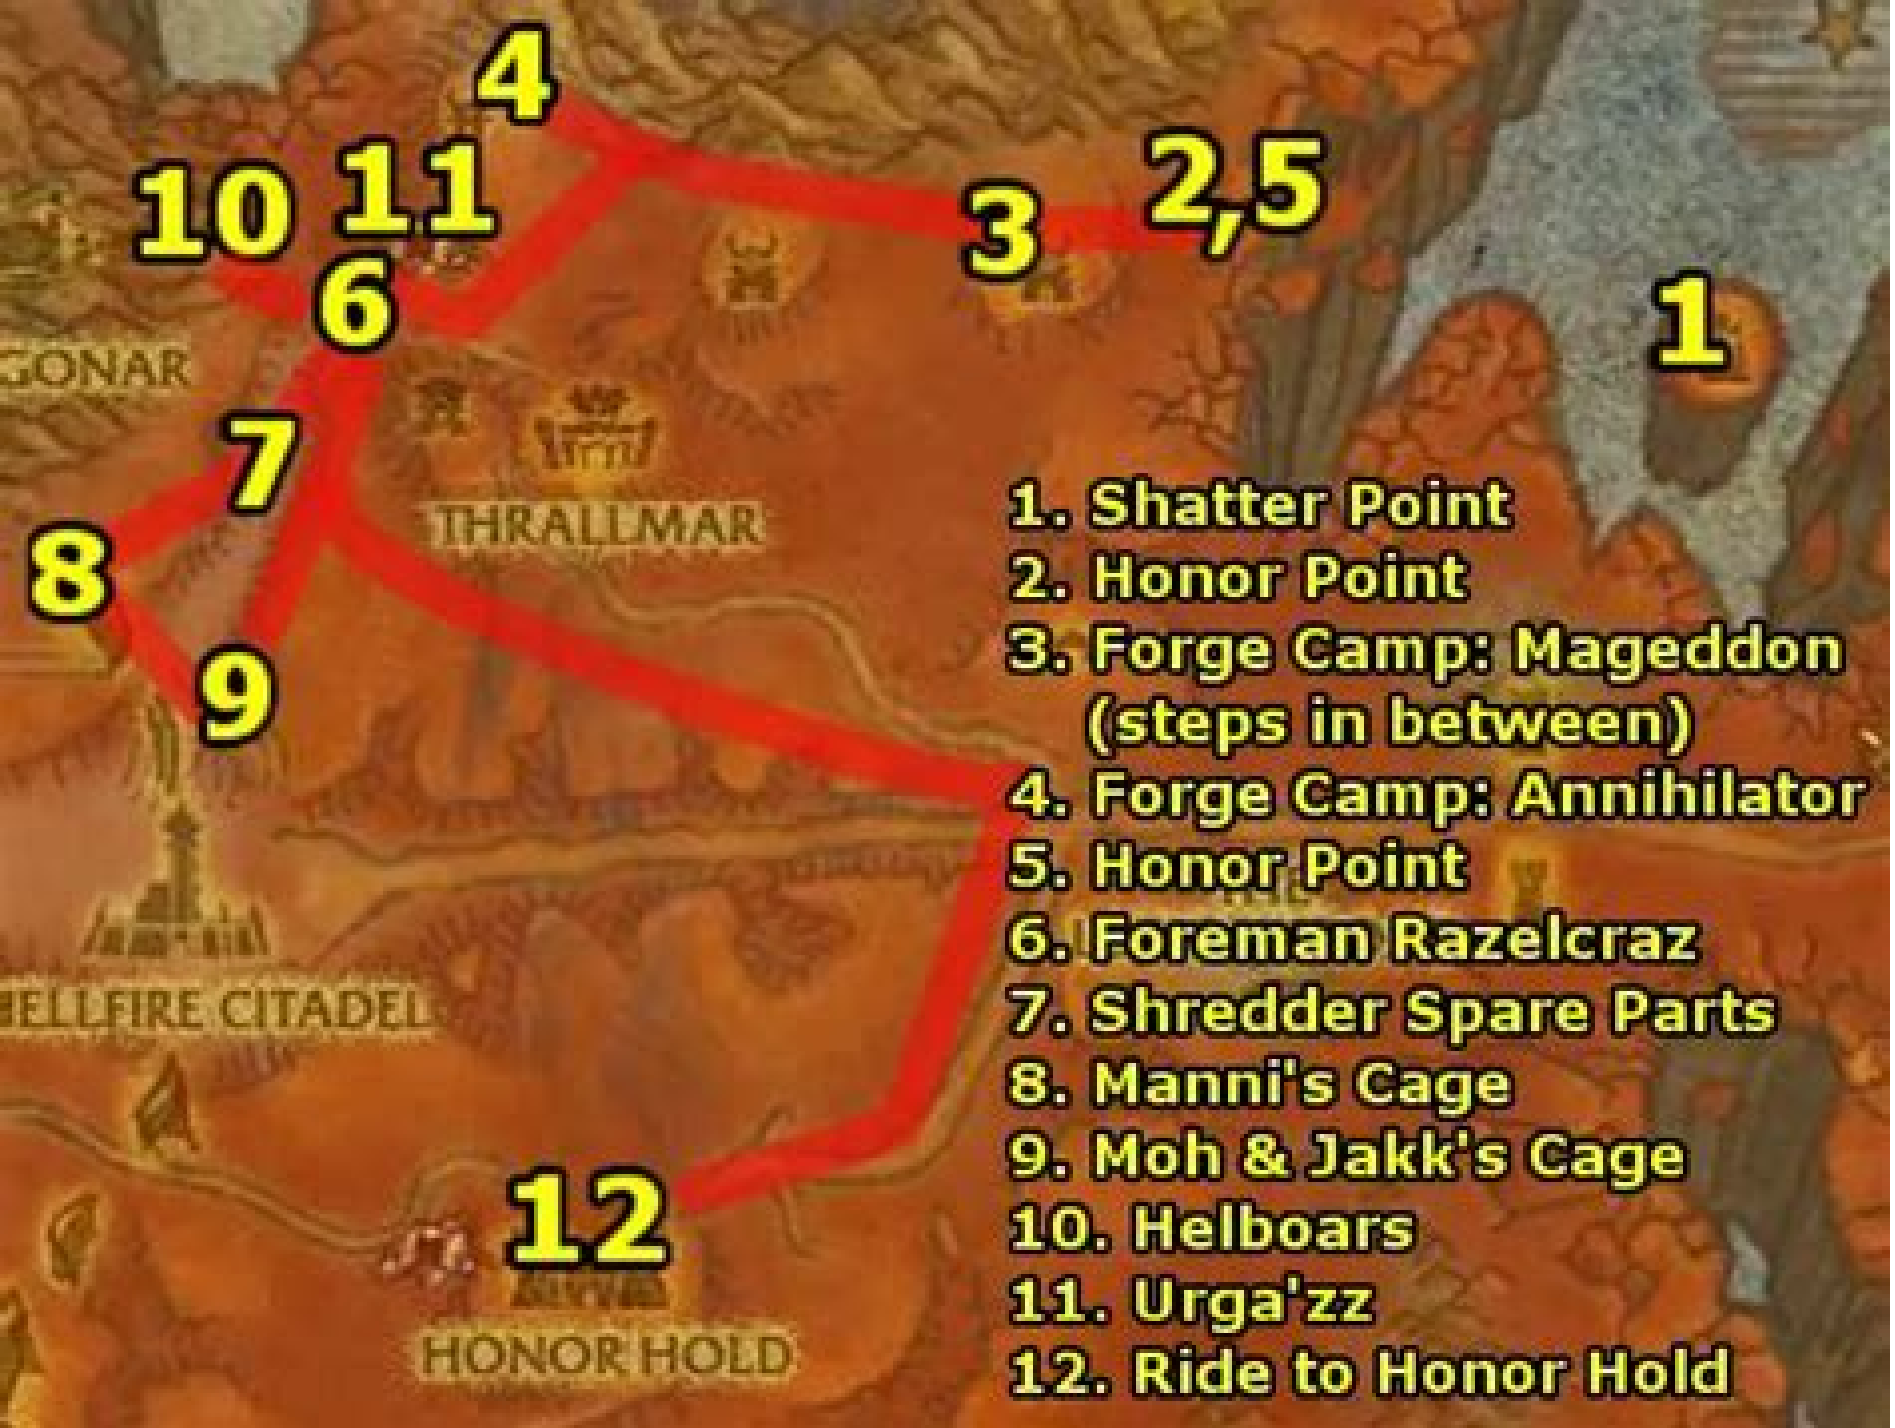 4
11
10
2,5
3
6
1
GONAR
7
THRALLMAR
8
9
HELLFIRE CITADEL
12
HONOR HOLD
1. Shatter Point
2. Honor Point
3. Forge Camp: Mageddon
(steps in between)
4. Forge Camp: Annihilator
5. Honor Point
6. Foreman Razelcraz
7. Shredder Spare Parts
8. Manni's Cage
9. Moh & Jakk's Cage
10. Helboars
11. Urga'zz
12. Ride to Honor Hold